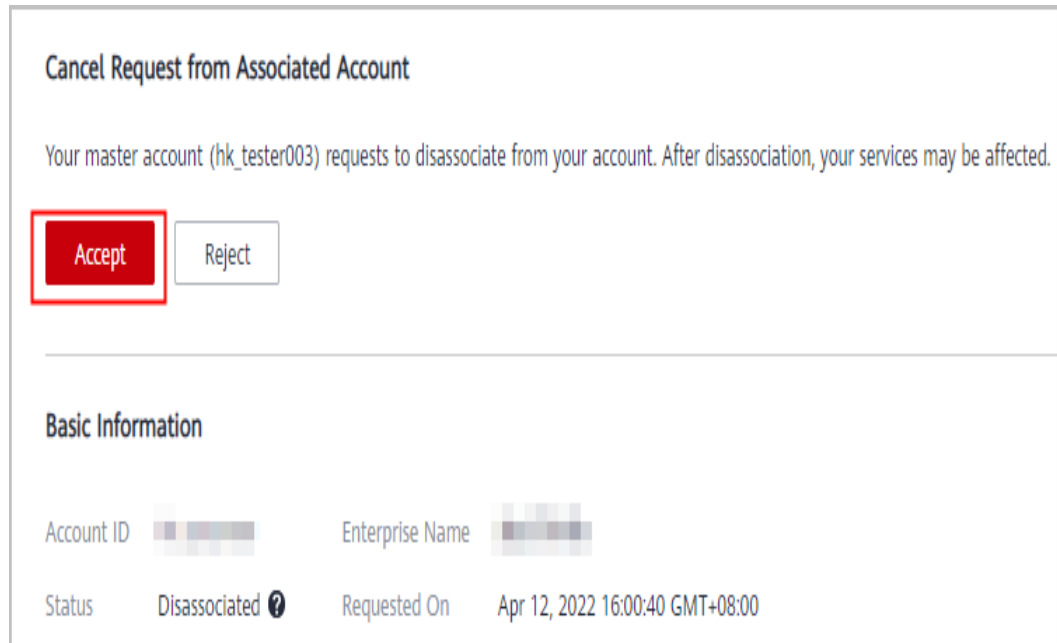 Cancel Request from Associated Account
Your master account (hk_tester003) requests to disassociate from your account. After disassociation, your services may be affected.
Accept Reject
Basic Information
Account ID Enterprise Name
Status Disassociated ? Requested On Apr 12, 2022 16:00:40 GMT+08:00